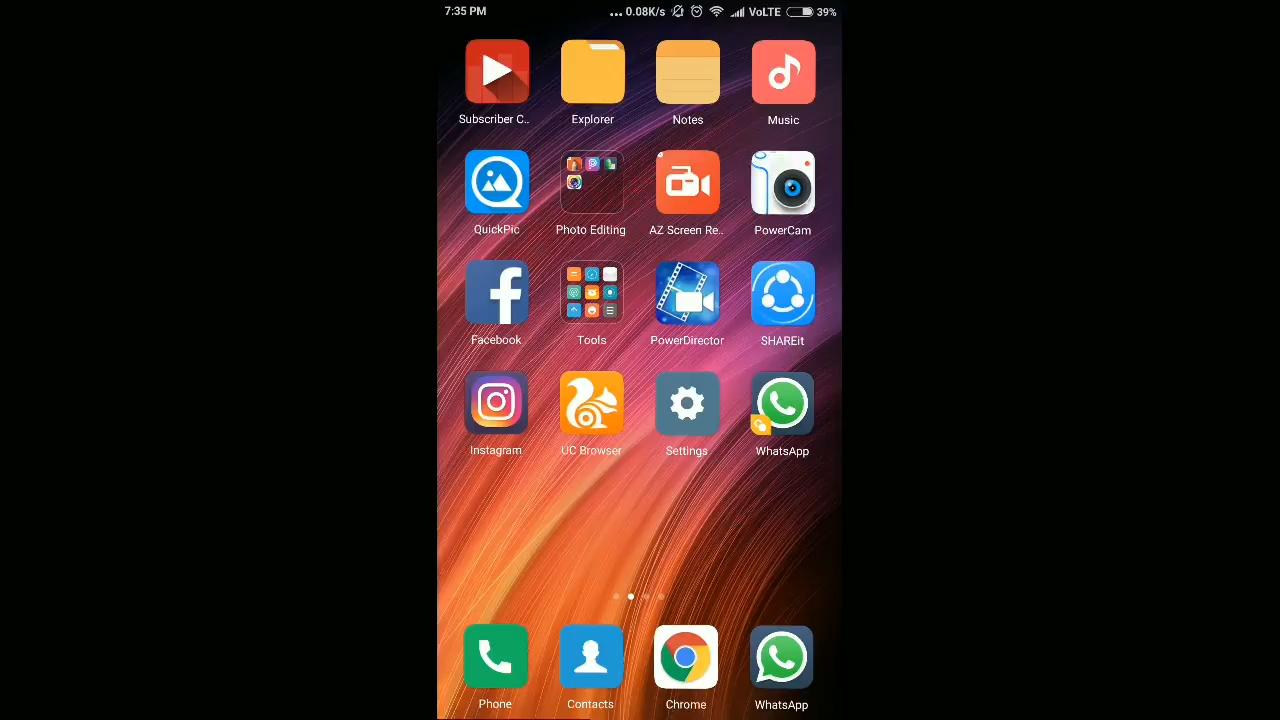 7:35 PM ... 0.08K/s VoLTE 39%
Subscriber C.. Explorer Notes Music
QuickPic Photo Editing AZ Screen Re.. PowerCam
Facebook Tools PowerDirector SHAREit
Instagram UC Browser Settings WhatsApp
Phone Contacts Chrome WhatsApp